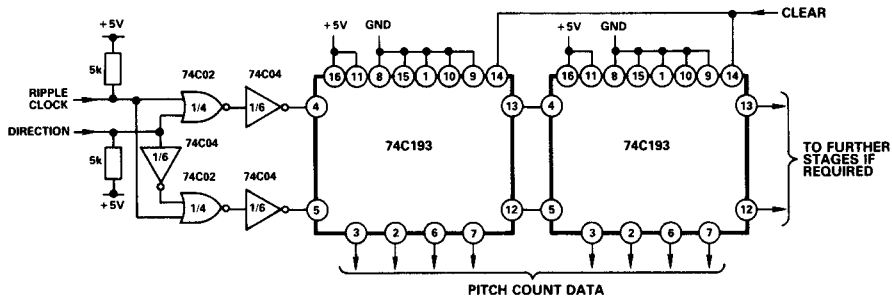 +5V
5k
RIPPLE CLOCK
DIRECTION
5k
+5V
74C02
1/4
74C04
1/6
74C04
1/6
74C02
1/4
1/6
+5V
GND
16 11 8 15 1 10 9 14
4
13
74C193
5
12
3 2 6 7
+5V
GND
16 11 8 15 1 10 9 14
4
13
74C193
5
12
3 2 6 7
CLEAR
TO FURTHER
STAGES IF
REQUIRED
PITCH COUNT DATA